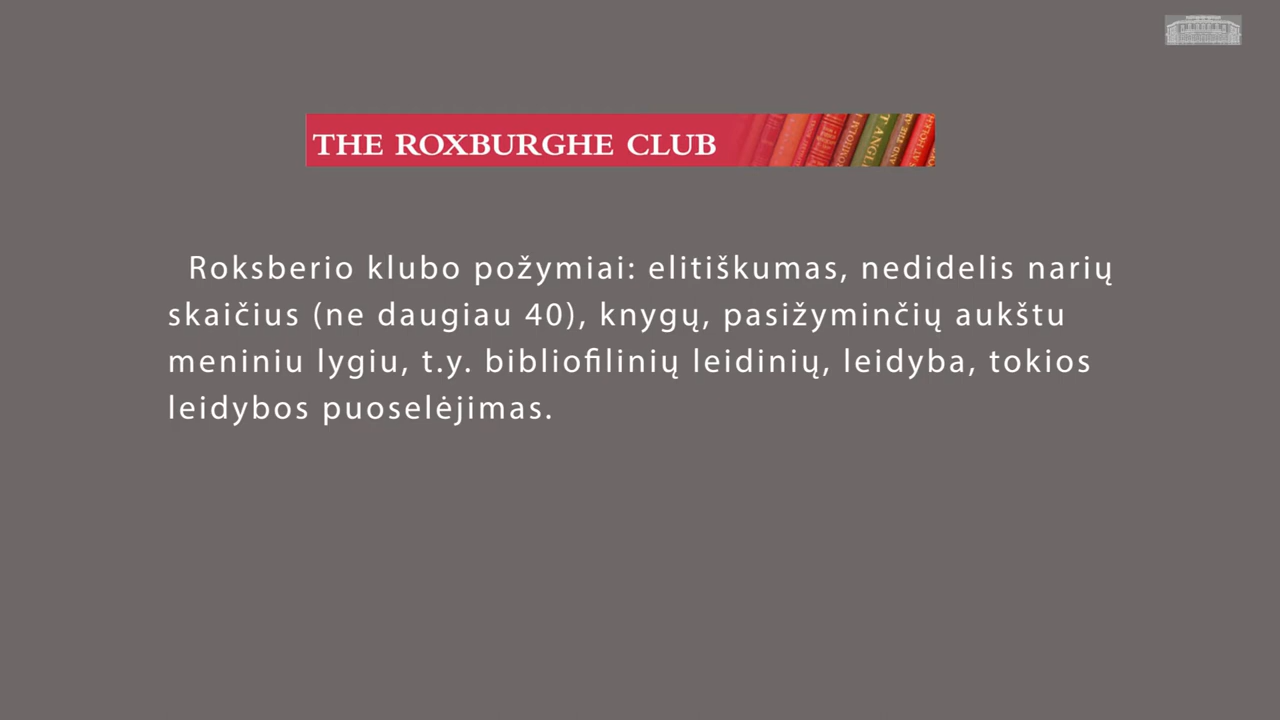 THE ROXBURGHE CLUB
Roksberio klubo požymiai: elitiškumas, nedidelis narių
skaičius (ne daugiau 40), knygų, pasižyminčių aukštu
meniniu lygiu, t.y. bibliofilinių leidinių, leidyba, tokios
leidybos puoselėjimas.